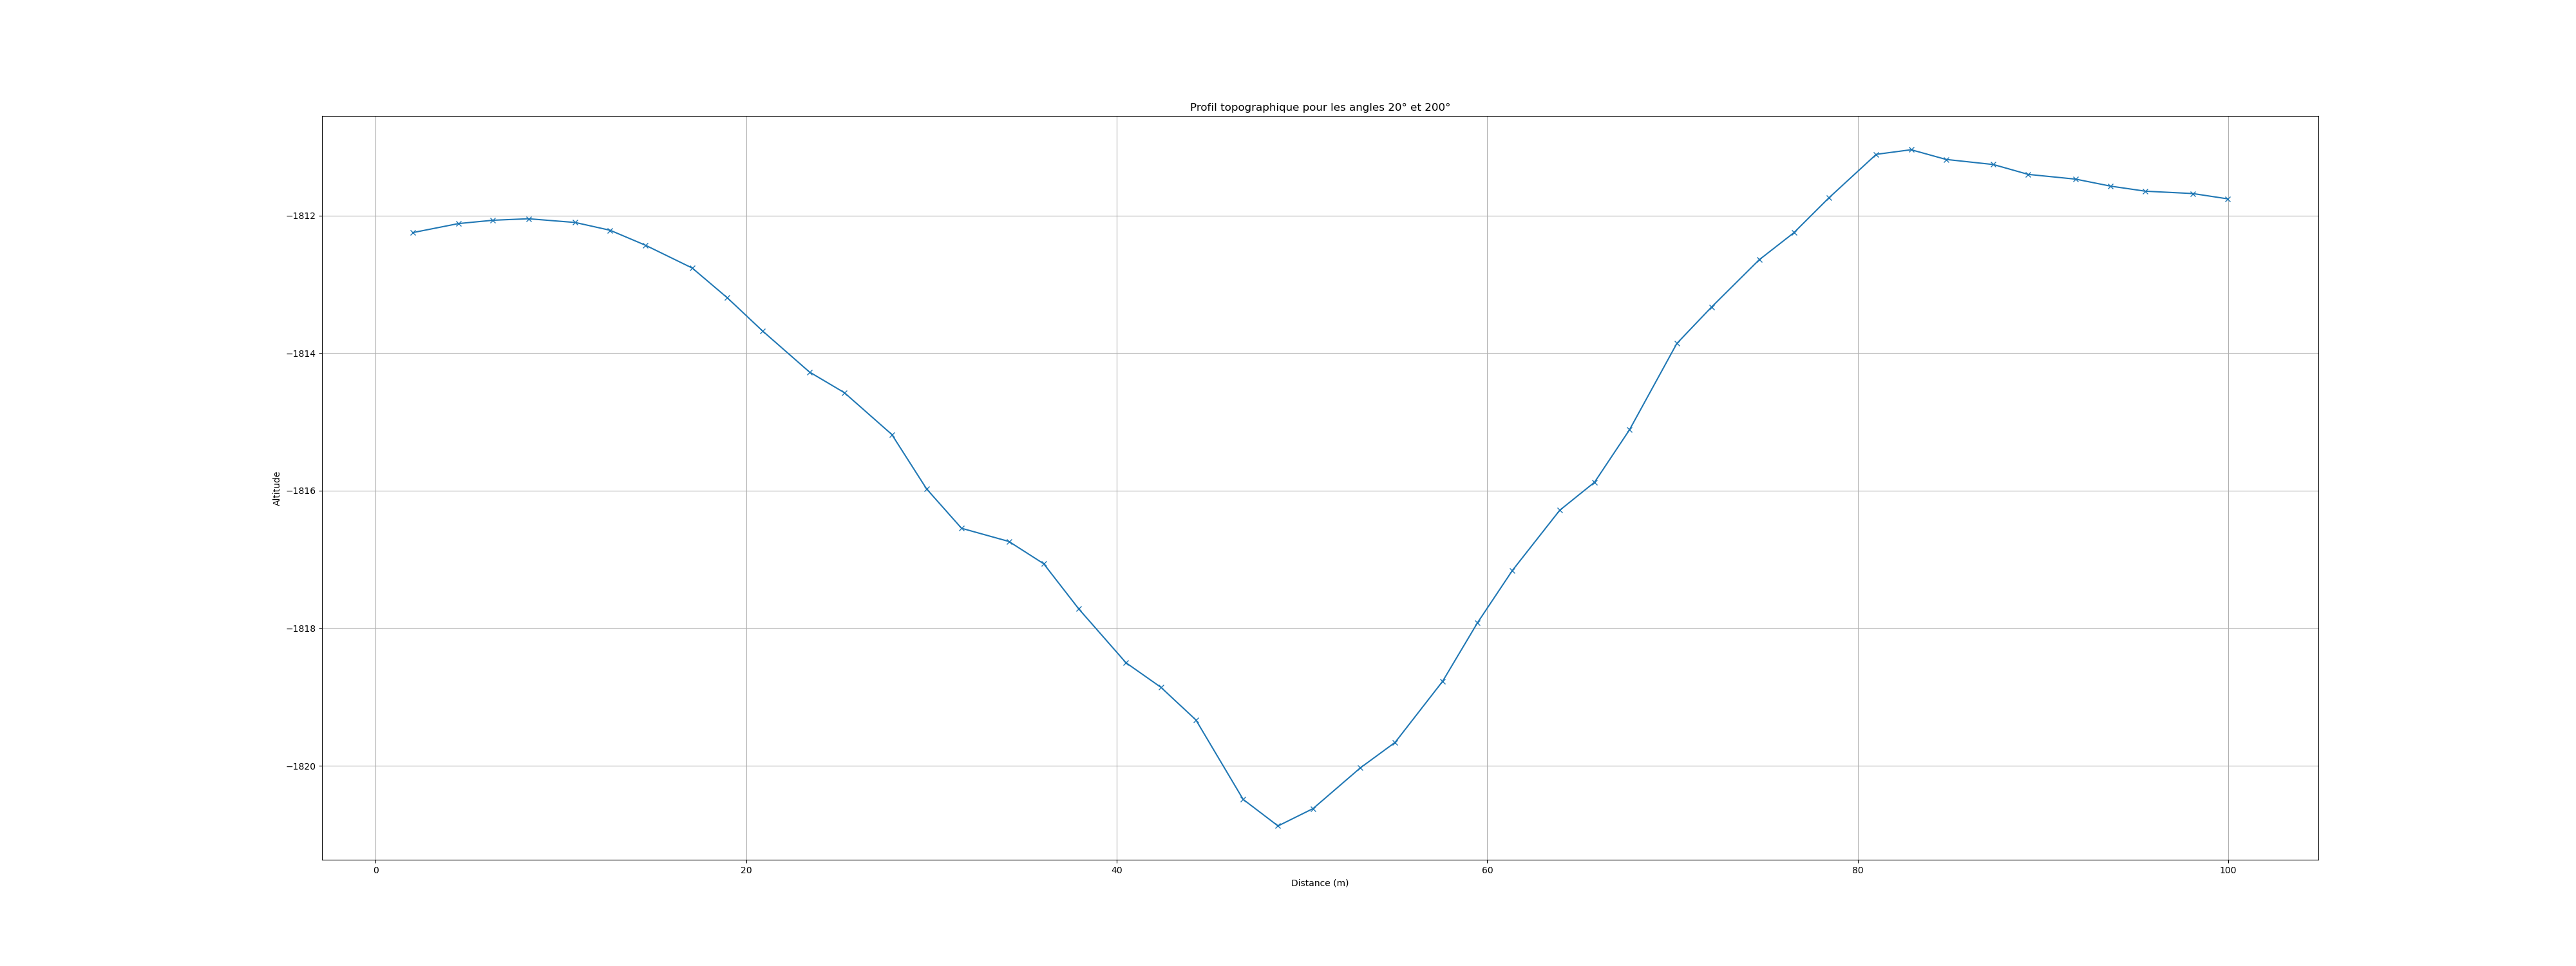 Profil topographique pour les angles 20° et 200°
−1812
−1814
−1816
−1818
−1820
Altitude
0 20 40 60 80 100
Distance (m)